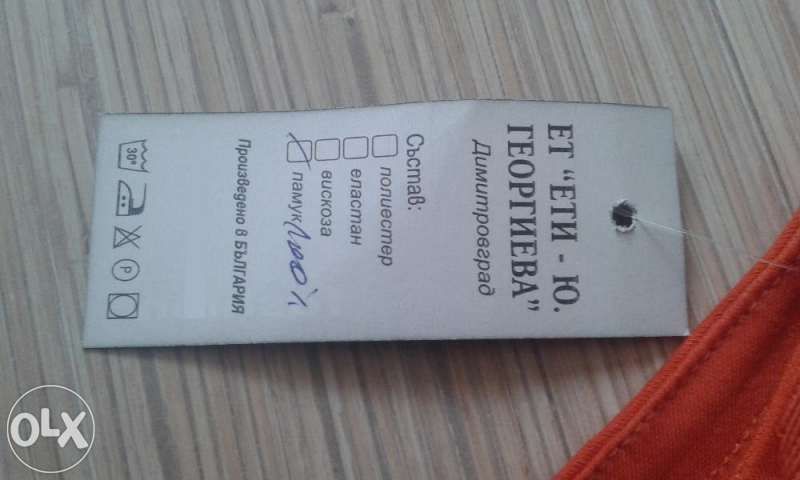 ЕТ "ЕТИ - Ю.
ГЕОРГИЕВА"
Димитровград
Състав:
полиестер
еластан
вискоза
памук 100%
Произведено в БЪЛГАРИЯ
30°
P
OLX